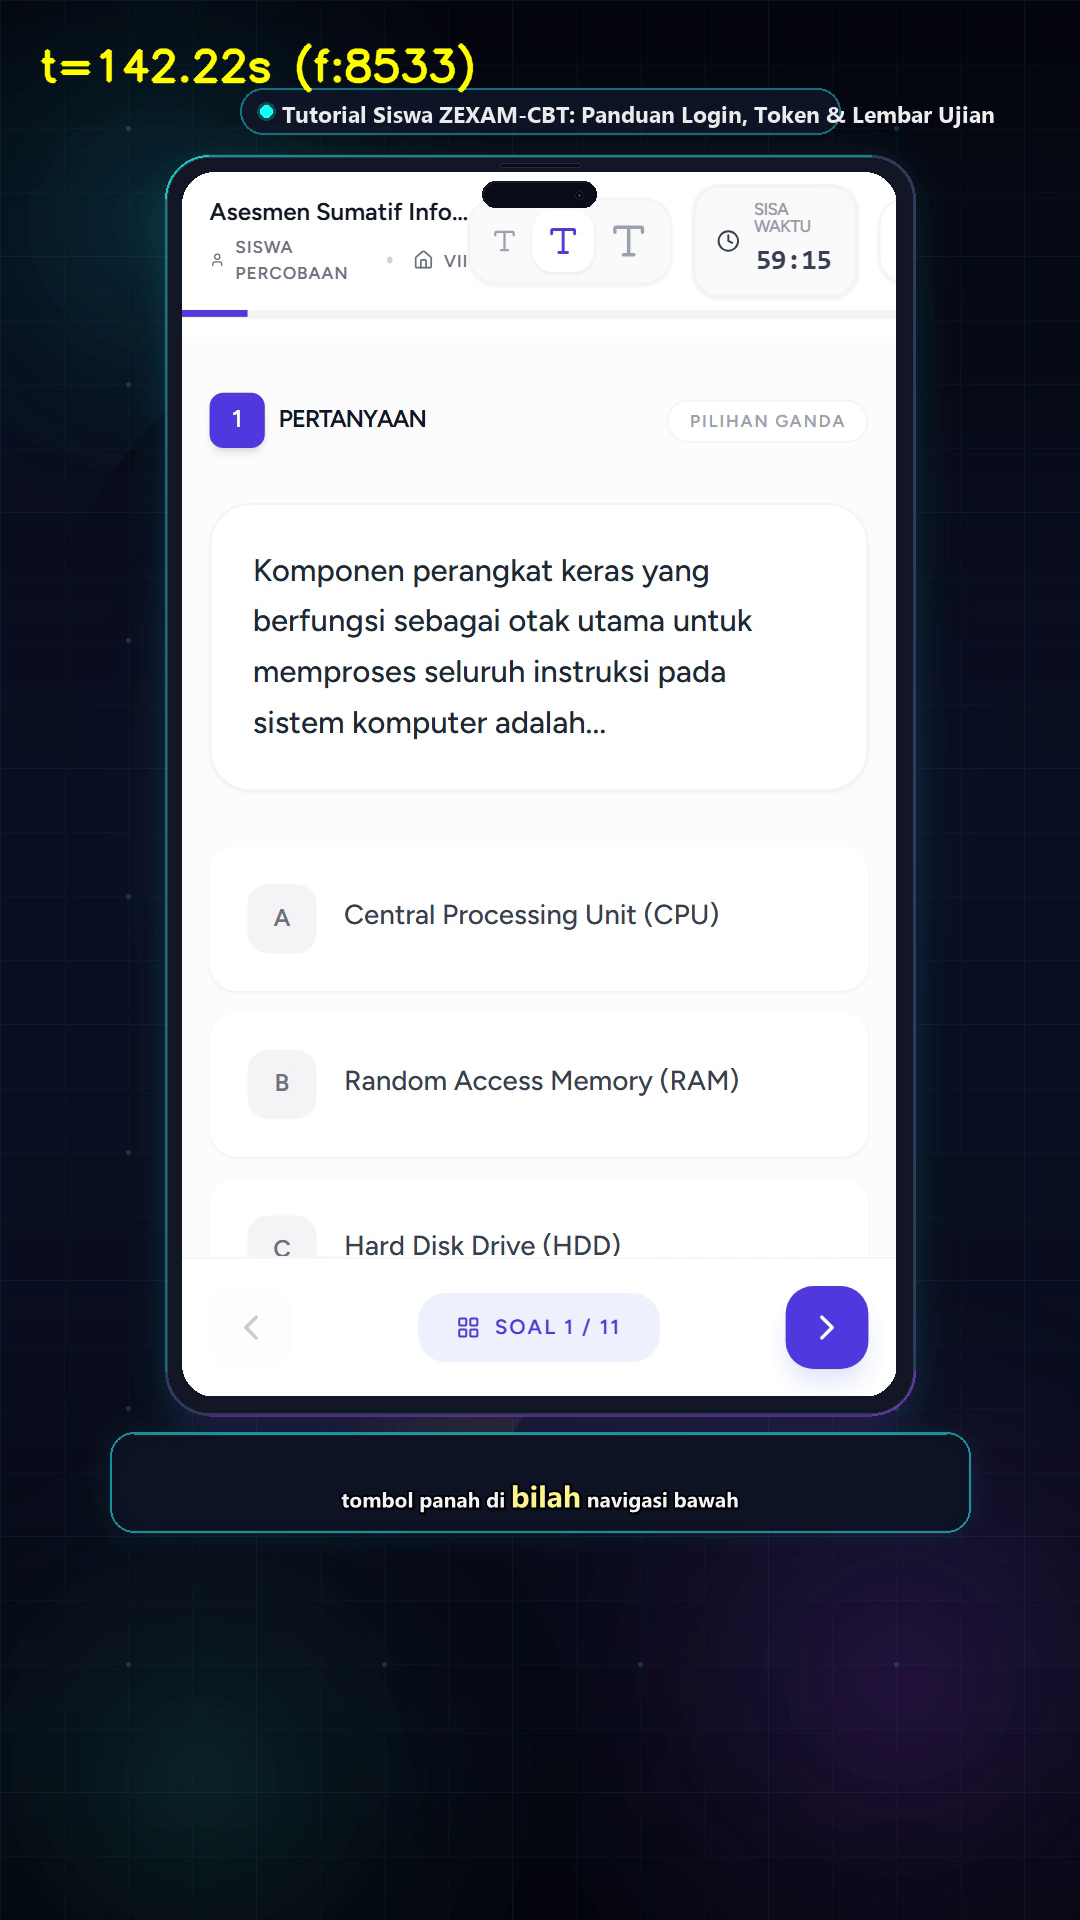 t=142.22s (f:8533)
Tutorial Siswa ZEXAM-CBT: Panduan Login, Token & Lembar Ujian
Asesmen Sumatif Info...
SISWA
PERCOBAAN
VII
T T T
SISA
WAKTU
59:15
1 PERTANYAAN
PILIHAN GANDA
Komponen perangkat keras yang
berfungsi sebagai otak utama untuk
memproses seluruh instruksi pada
sistem komputer adalah...
A Central Processing Unit (CPU)
B Random Access Memory (RAM)
C Hard Disk Drive (HDD)
SOAL 1 / 11
tombol panah di bilah navigasi bawah